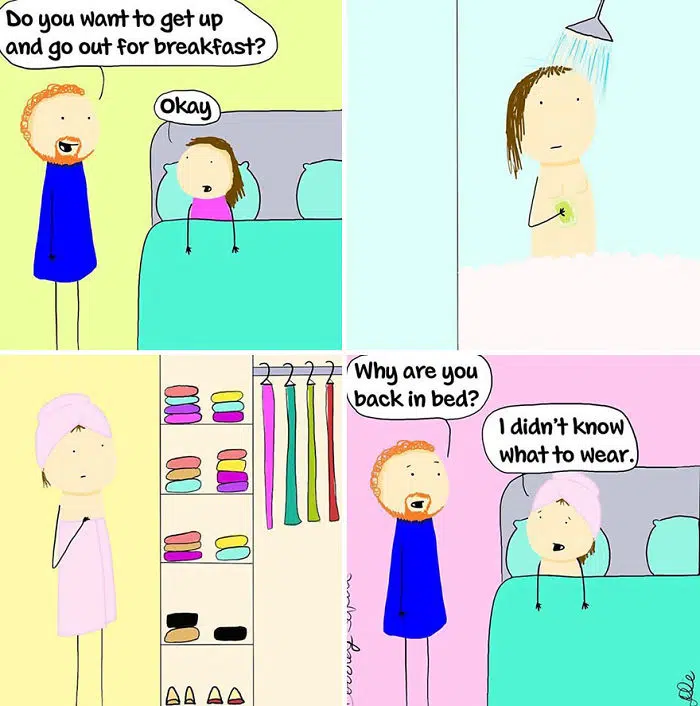 Do you want to get up
and go out for breakfast?
Okay
Why are you
back in bed?
I didn't know
what to wear.